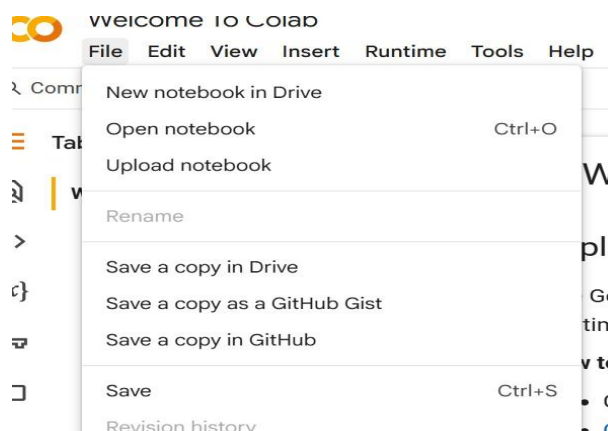 Welcome To Colab
File Edit View Insert Runtime Tools Help
New notebook in Drive
Open notebook Ctrl+O
Upload notebook
Rename
Save a copy in Drive
Save a copy as a GitHub Gist
Save a copy in GitHub
Save Ctrl+S
Revision history